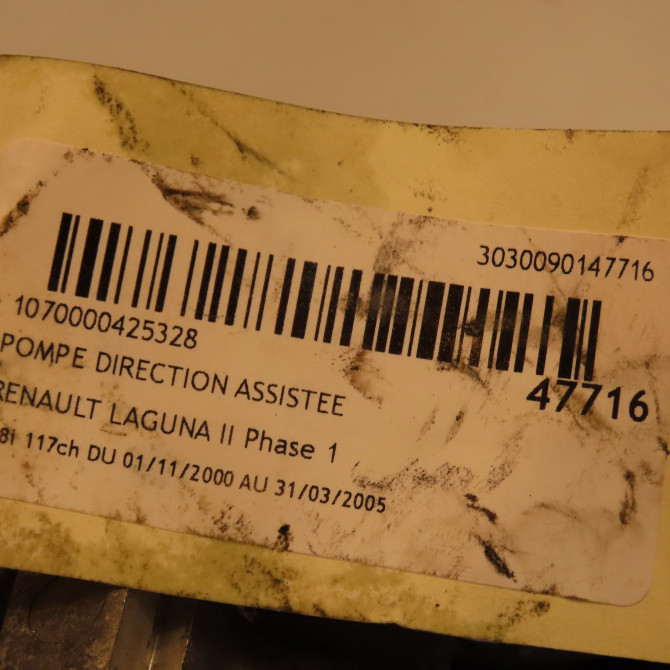 3030090147716
1070000425328
47716
POMPE DIRECTION ASSISTEE
RENAULT LAGUNA II Phase 1
8i 117ch DU 01/11/2000 AU 31/03/2005